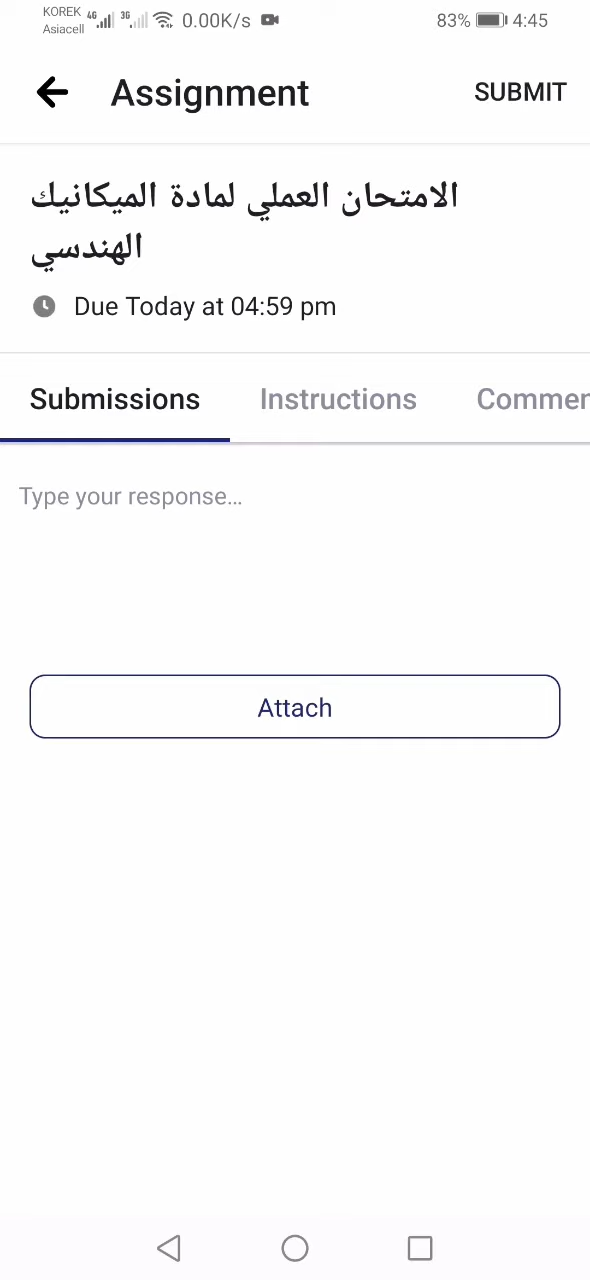 KOREK 4G 3G 0.00K/s 83% 4:45
Asiacell
Assignment SUBMIT
الامتحان العملي لمادة الميكانيك
الهندسي
Due Today at 04:59 pm
Submissions Instructions Commen
Type your response...
Attach